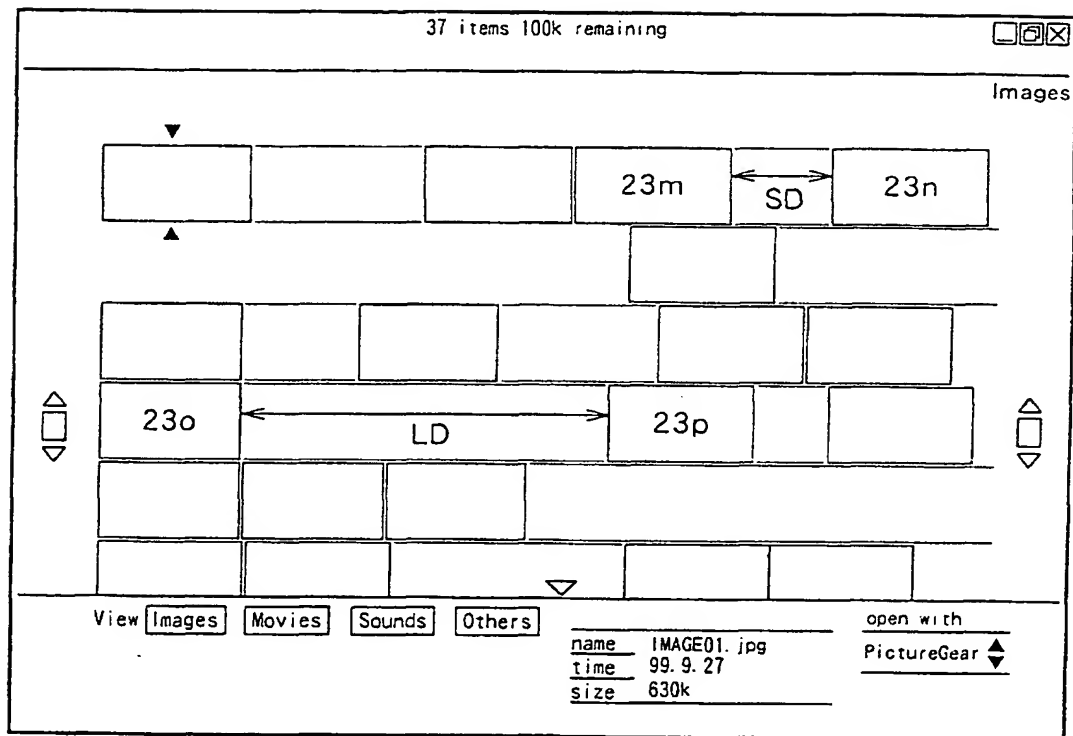 37 items 100k remaining
Images
23m
SD
23n
23o
LD
23p
View Images Movies Sounds Others
open with
name IMAGE01.jpg
PictureGear
time 99.9.27
size 630k